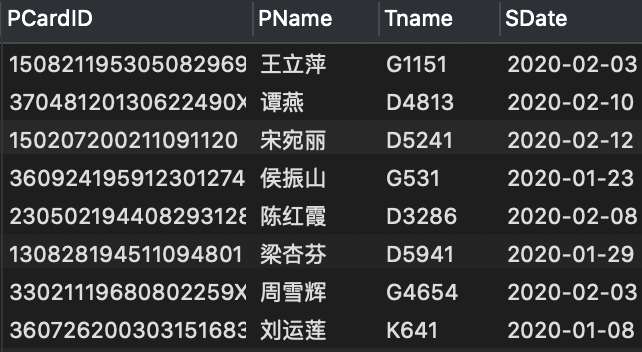 PCardID PName Tname SDate
150821195305082969 王立萍 G1151 2020-02-03
37048120130622490X 谭燕 D4813 2020-02-10
150207200211091120 宋宛丽 D5241 2020-02-12
360924195912301274 侯振山 G531 2020-01-23
230502194408293128 陈红霞 D3286 2020-02-08
130828194511094801 梁杏芬 D5941 2020-01-29
33021119680802259X 周雪辉 G4654 2020-02-03
360726200303151683 刘运莲 K641 2020-01-08